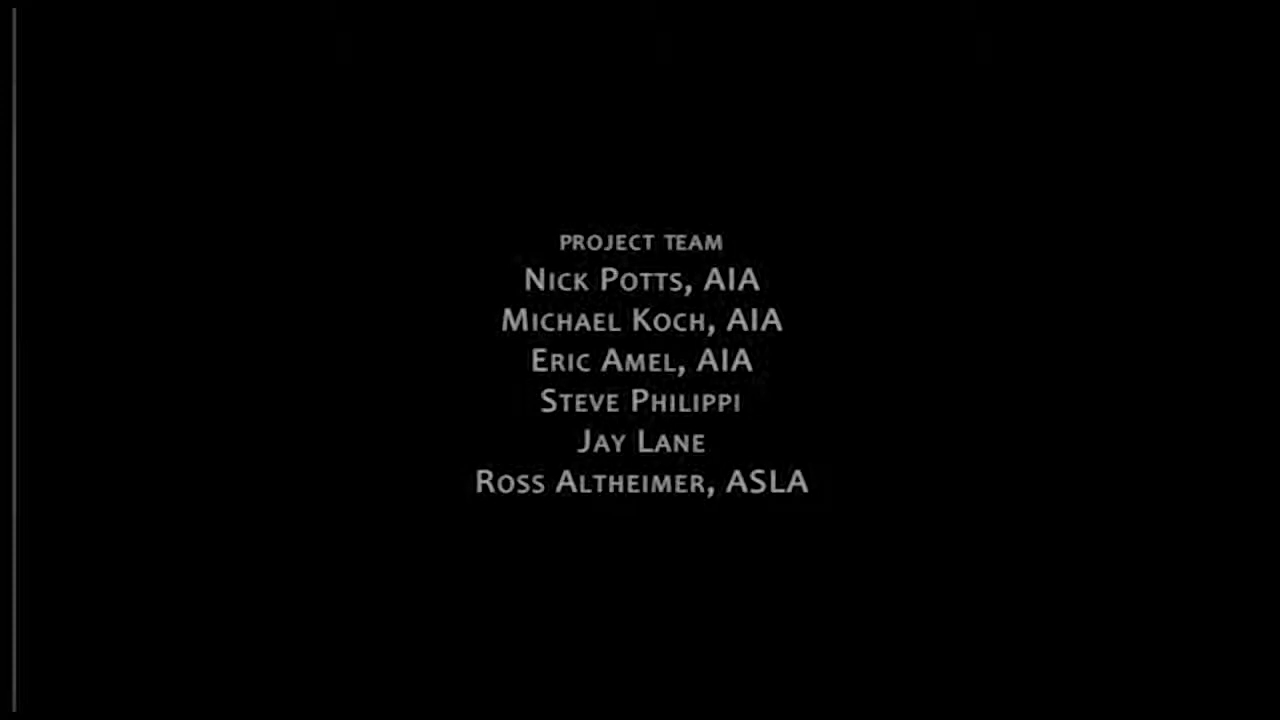 PROJECT TEAM
NICK POTTS, AIA
MICHAEL KOCH, AIA
ERIC AMEL, AIA
STEVE PHILIPPI
JAY LANE
ROSS ALTHEIMER, ASLA